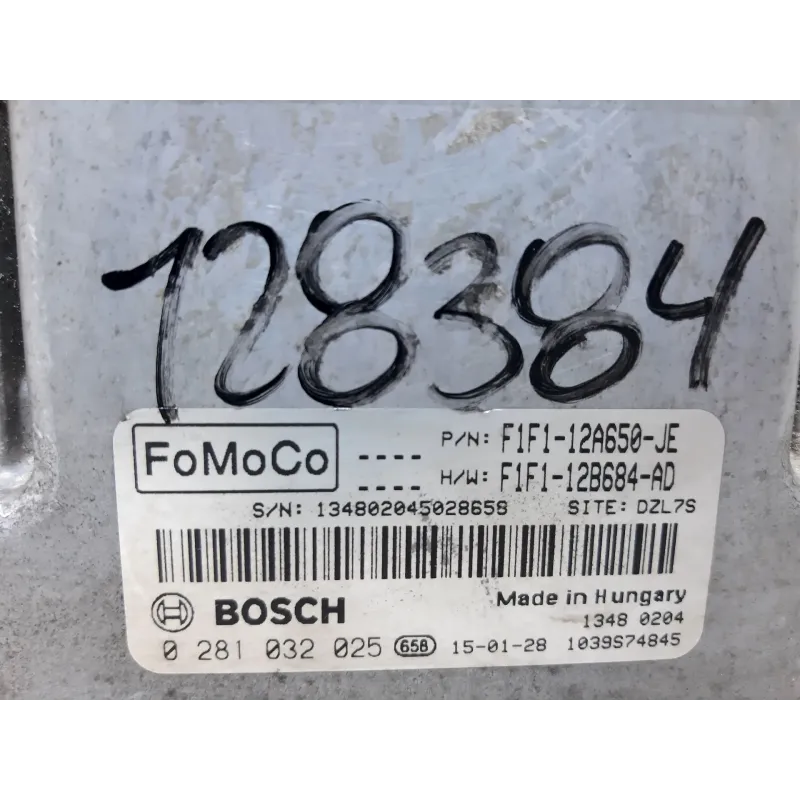 128384
FoMoCo
---- P/N: F1F1-12A650-JE
---- H/W: F1F1-12B684-AD
S/N: 134802045028658 SITE: DZL7S
BOSCH
Made in Hungary
1348 0204
0 281 032 025 658 15-01-28 1039S74845